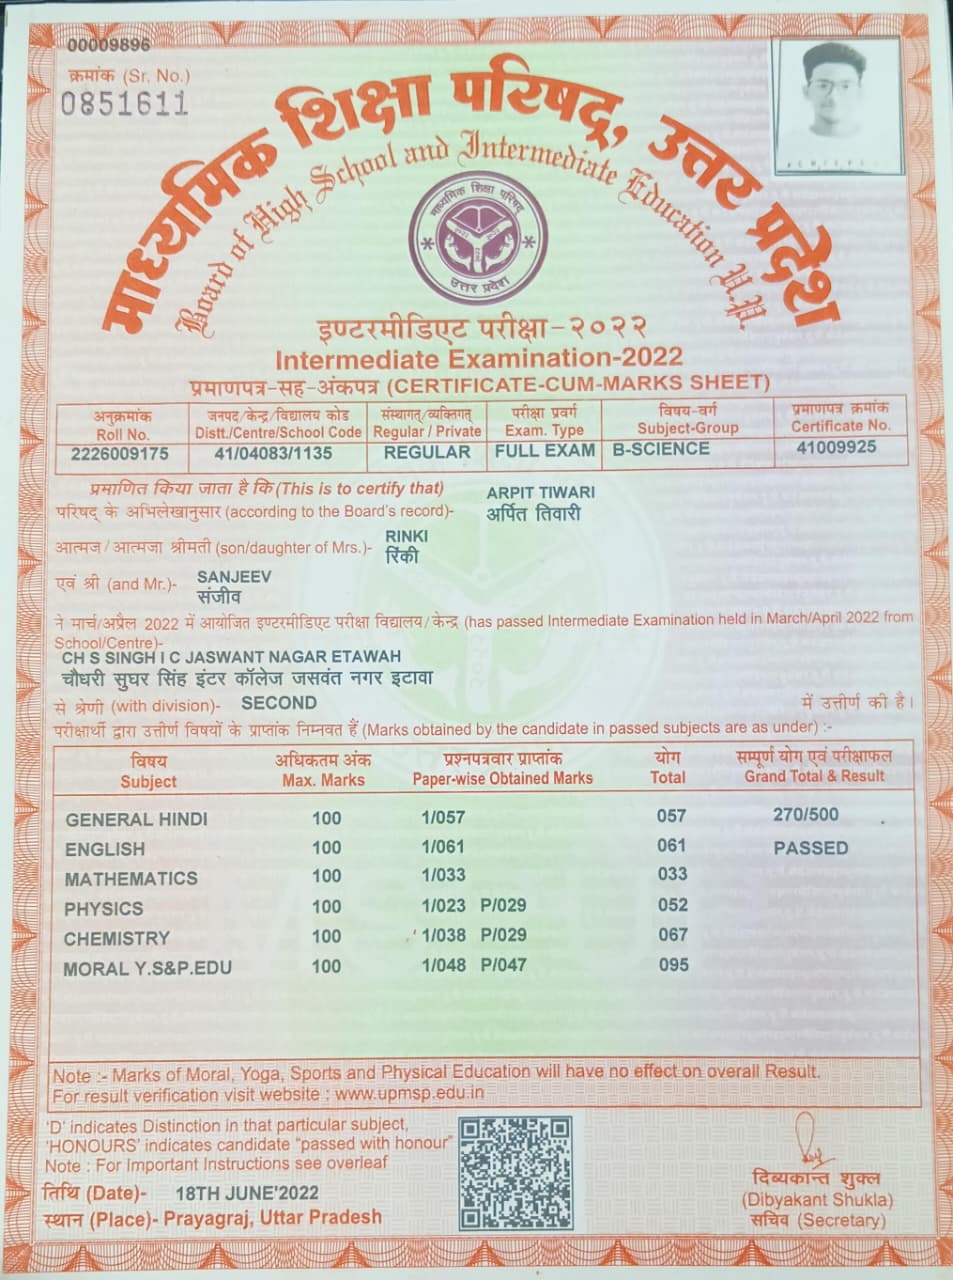 00009896
क्रमांक (Sr. No.)
0851611
माध्यमिक शिक्षा परिषद्, उत्तर प्रदेश
Board of High School and Intermediate Education U.P.
माध्यमिक शिक्षा परिषद्
उत्तर प्रदेश
इण्टरमीडिएट परीक्षा-२०२२
Intermediate Examination-2022
प्रमाणपत्र-सह-अंकपत्र (CERTIFICATE-CUM-MARKS SHEET)
अनुक्रमांक जनपद/केन्द्र/विद्यालय कोड संस्थागत्/व्यक्तिगत् परीक्षा प्रवर्ग विषय-वर्ग प्रमाणपत्र क्रमांक
Roll No. Distt./Centre/School Code Regular / Private Exam. Type Subject-Group Certificate No.
2226009175 41/04083/1135 REGULAR FULL EXAM B-SCIENCE 41009925
प्रमाणित किया जाता है कि (This is to certify that) ARPIT TIWARI
परिषद् के अभिलेखानुसार (according to the Board's record)- अर्पित तिवारी
RINKI
आत्मज/आत्मजा श्रीमती (son/daughter of Mrs.)- रिंकी
SANJEEV
एवं श्री (and Mr.)- संजीव
ने मार्च/अप्रैल 2022 में आयोजित इण्टरमीडिएट परीक्षा विद्यालय/केन्द्र (has passed Intermediate Examination held in March/April 2022 from
School/Centre)-
CH S SINGH I C JASWANT NAGAR ETAWAH
चौधरी सुघर सिंह इंटर कॉलेज जसवंत नगर इटावा
से श्रेणी (with division)- SECOND में उत्तीर्ण की है।
परीक्षार्थी द्वारा उत्तीर्ण विषयों के प्राप्तांक निम्नवत हैं (Marks obtained by the candidate in passed subjects are as under) :-
विषय अधिकतम अंक प्रश्नपत्रवार प्राप्तांक योग सम्पूर्ण योग एवं परीक्षाफल
Subject Max. Marks Paper-wise Obtained Marks Total Grand Total & Result
GENERAL HINDI 100 1/057 057 270/500
ENGLISH 100 1/061 061 PASSED
MATHEMATICS 100 1/033 033
PHYSICS 100 1/023 P/029 052
CHEMISTRY 100 1/038 P/029 067
MORAL Y.S&P.EDU 100 1/048 P/047 095
Note :- Marks of Moral, Yoga, Sports and Physical Education will have no effect on overall Result.
For result verification visit website : www.upmsp.edu.in
'D' indicates Distinction in that particular subject,
'HONOURS' indicates candidate "passed with honour"
Note : For Important Instructions see overleaf
तिथि (Date)- 18TH JUNE'2022
स्थान (Place)- Prayagraj, Uttar Pradesh
दिव्यकान्त शुक्ल
(Dibyakant Shukla)
सचिव (Secretary)